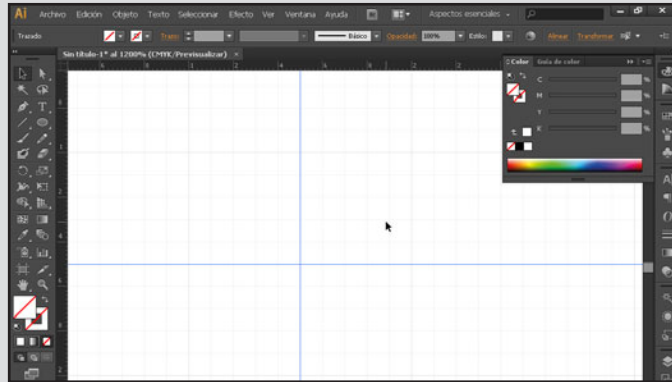 Ai Archivo Edición Objeto Texto Seleccionar Efecto Ver Ventana Ayuda Aspectos esenciales
Trazado Trazo: Básico Opacidad: 100% Estilo: Alinear Transformar
Sin título-1* al 1200% (CMYK/Previsualizar) ×
Color Guía de color
C %
M %
Y %
K %